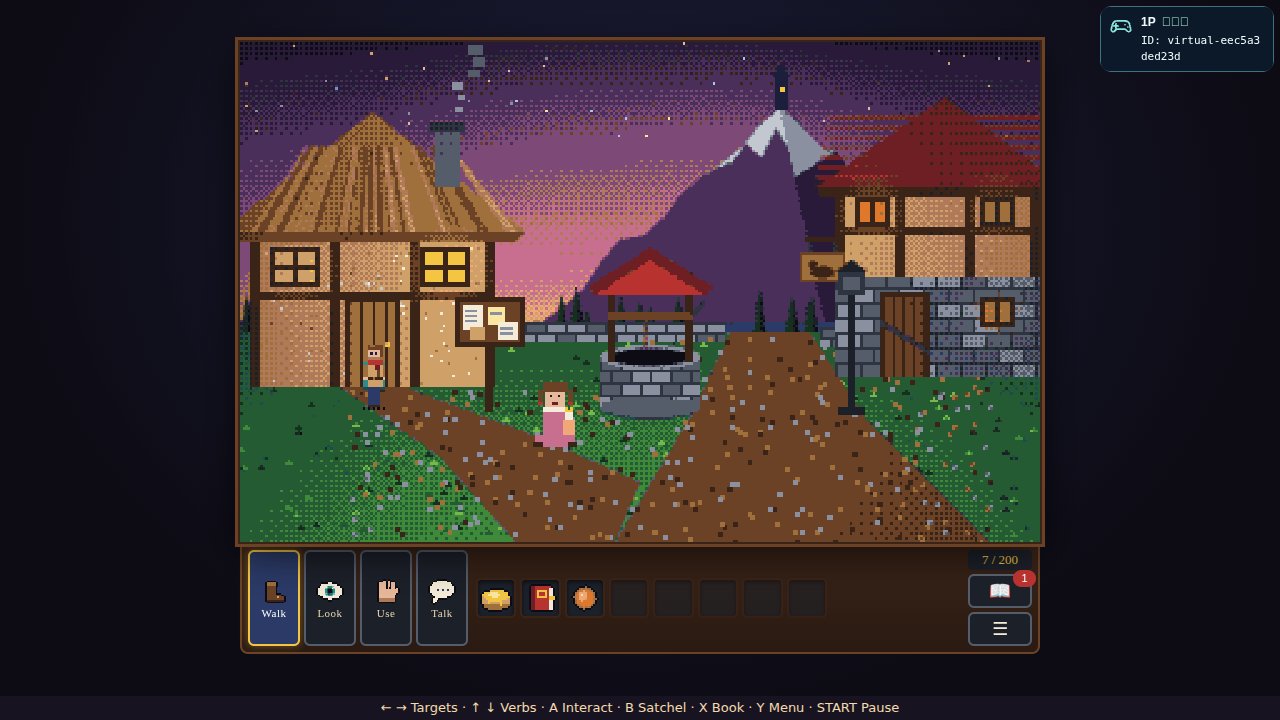 1P
ID: virtual-eec5a3
ded23d
7 / 200
1
Walk
Look
Use
Talk
← → Targets · ↑ ↓ Verbs · A Interact · B Satchel · X Book · Y Menu · START Pause